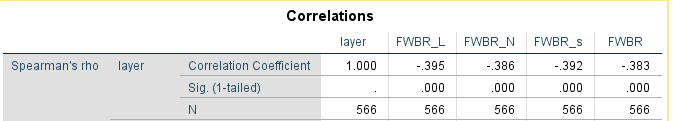 Correlations
layer FWBR_L FWBR_N FWBR_s FWBR
Spearman's rho layer Correlation Coefficient 1.000 -.395 -.386 -.392 -.383
Sig. (1-tailed) . .000 .000 .000 .000
N 566 566 566 566 566